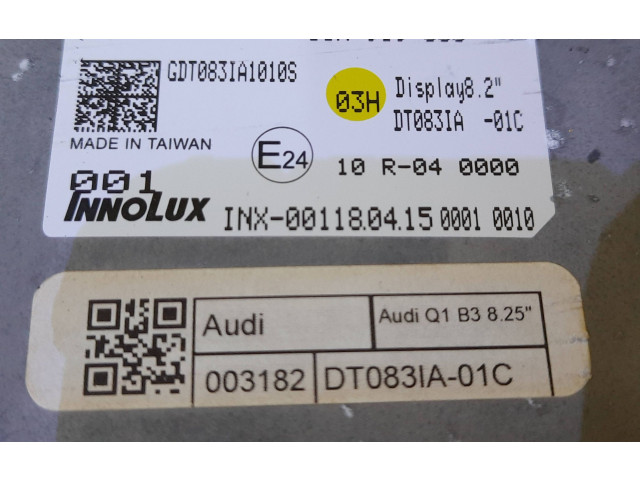 GDT083IA1010S
03H
Display8.2"
DT083IA -01C
MADE IN TAIWAN
E24
10 R-04 0000
001
INNOLUX
INX-00118.04.15 0001 0010
Audi
Audi Q1 B3 8.25"
003182
DT083IA-01C